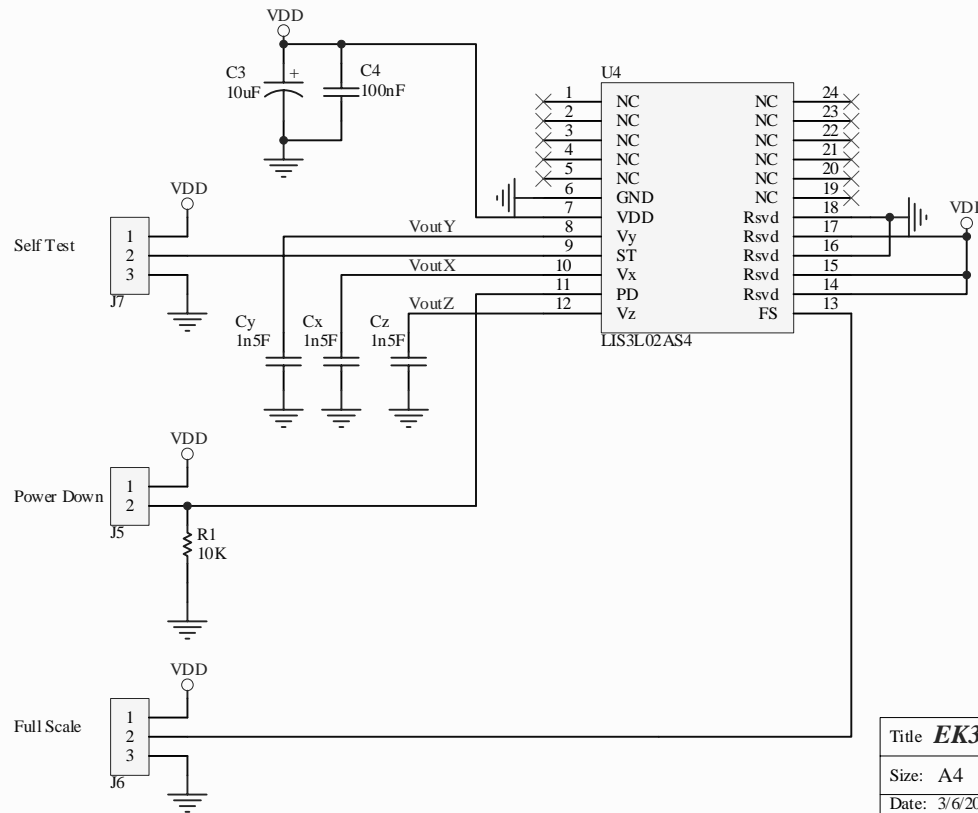 VDD
C3
10uF
+
C4
100nF
U4
1 NC NC 24
2 NC NC 23
3 NC NC 22
4 NC NC 21
5 NC NC 20
6 GND NC 19
7 VDD Rsvd 18
8 Vy Rsvd 17
9 ST Rsvd 16
10 Vx Rsvd 15
11 PD Rsvd 14
12 Vz FS 13
LIS3L02AS4
VoutY
VoutX
VoutZ
VDD
Self Test
1
2
3
J7
Cy
1n5F
Cx
1n5F
Cz
1n5F
VDD
Power Down
1
2
J5
R1
10K
VDD
Full Scale
1
2
3
J6
Title EK3
Size: A4
Date: 3/6/20